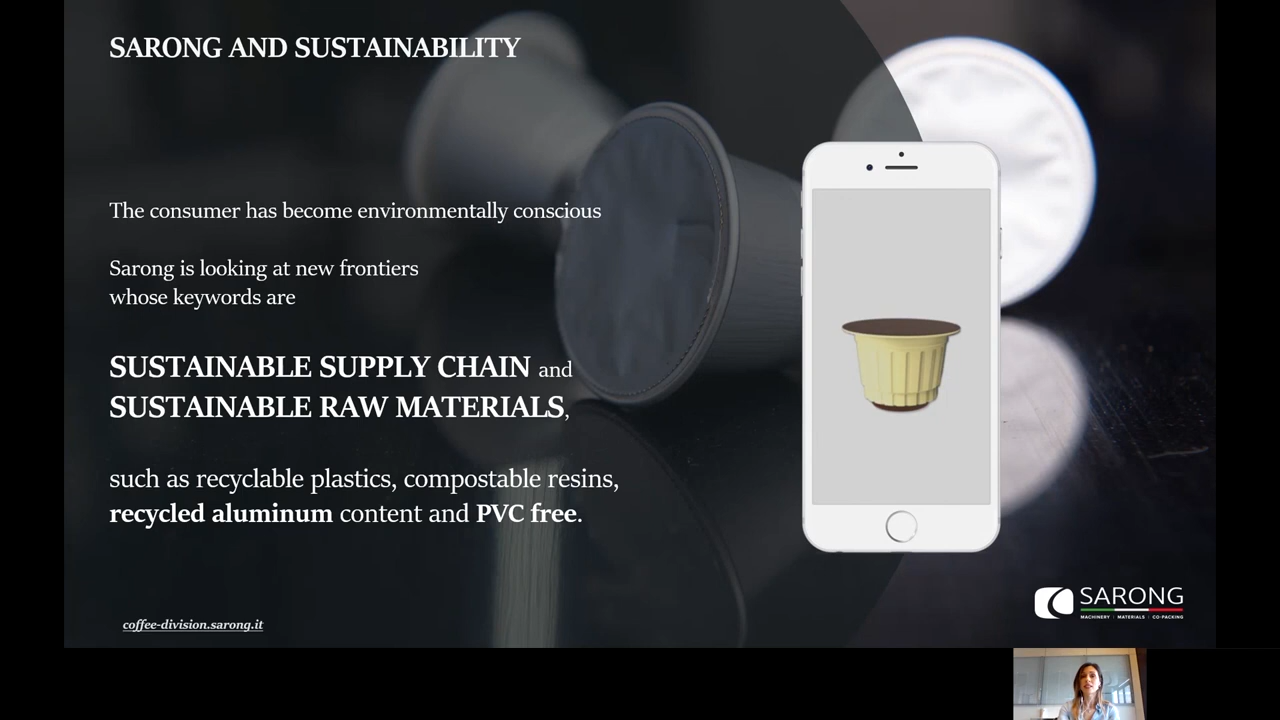 SARONG AND SUSTAINABILITY
The consumer has become environmentally conscious
Sarong is looking at new frontiers
whose keywords are
SUSTAINABLE SUPPLY CHAIN and
SUSTAINABLE RAW MATERIALS,
such as recyclable plastics, compostable resins,
recycled aluminum content and PVC free.
coffee-division.sarong.it
SARONG
MACHINERY | MATERIALS | CO-PACKING